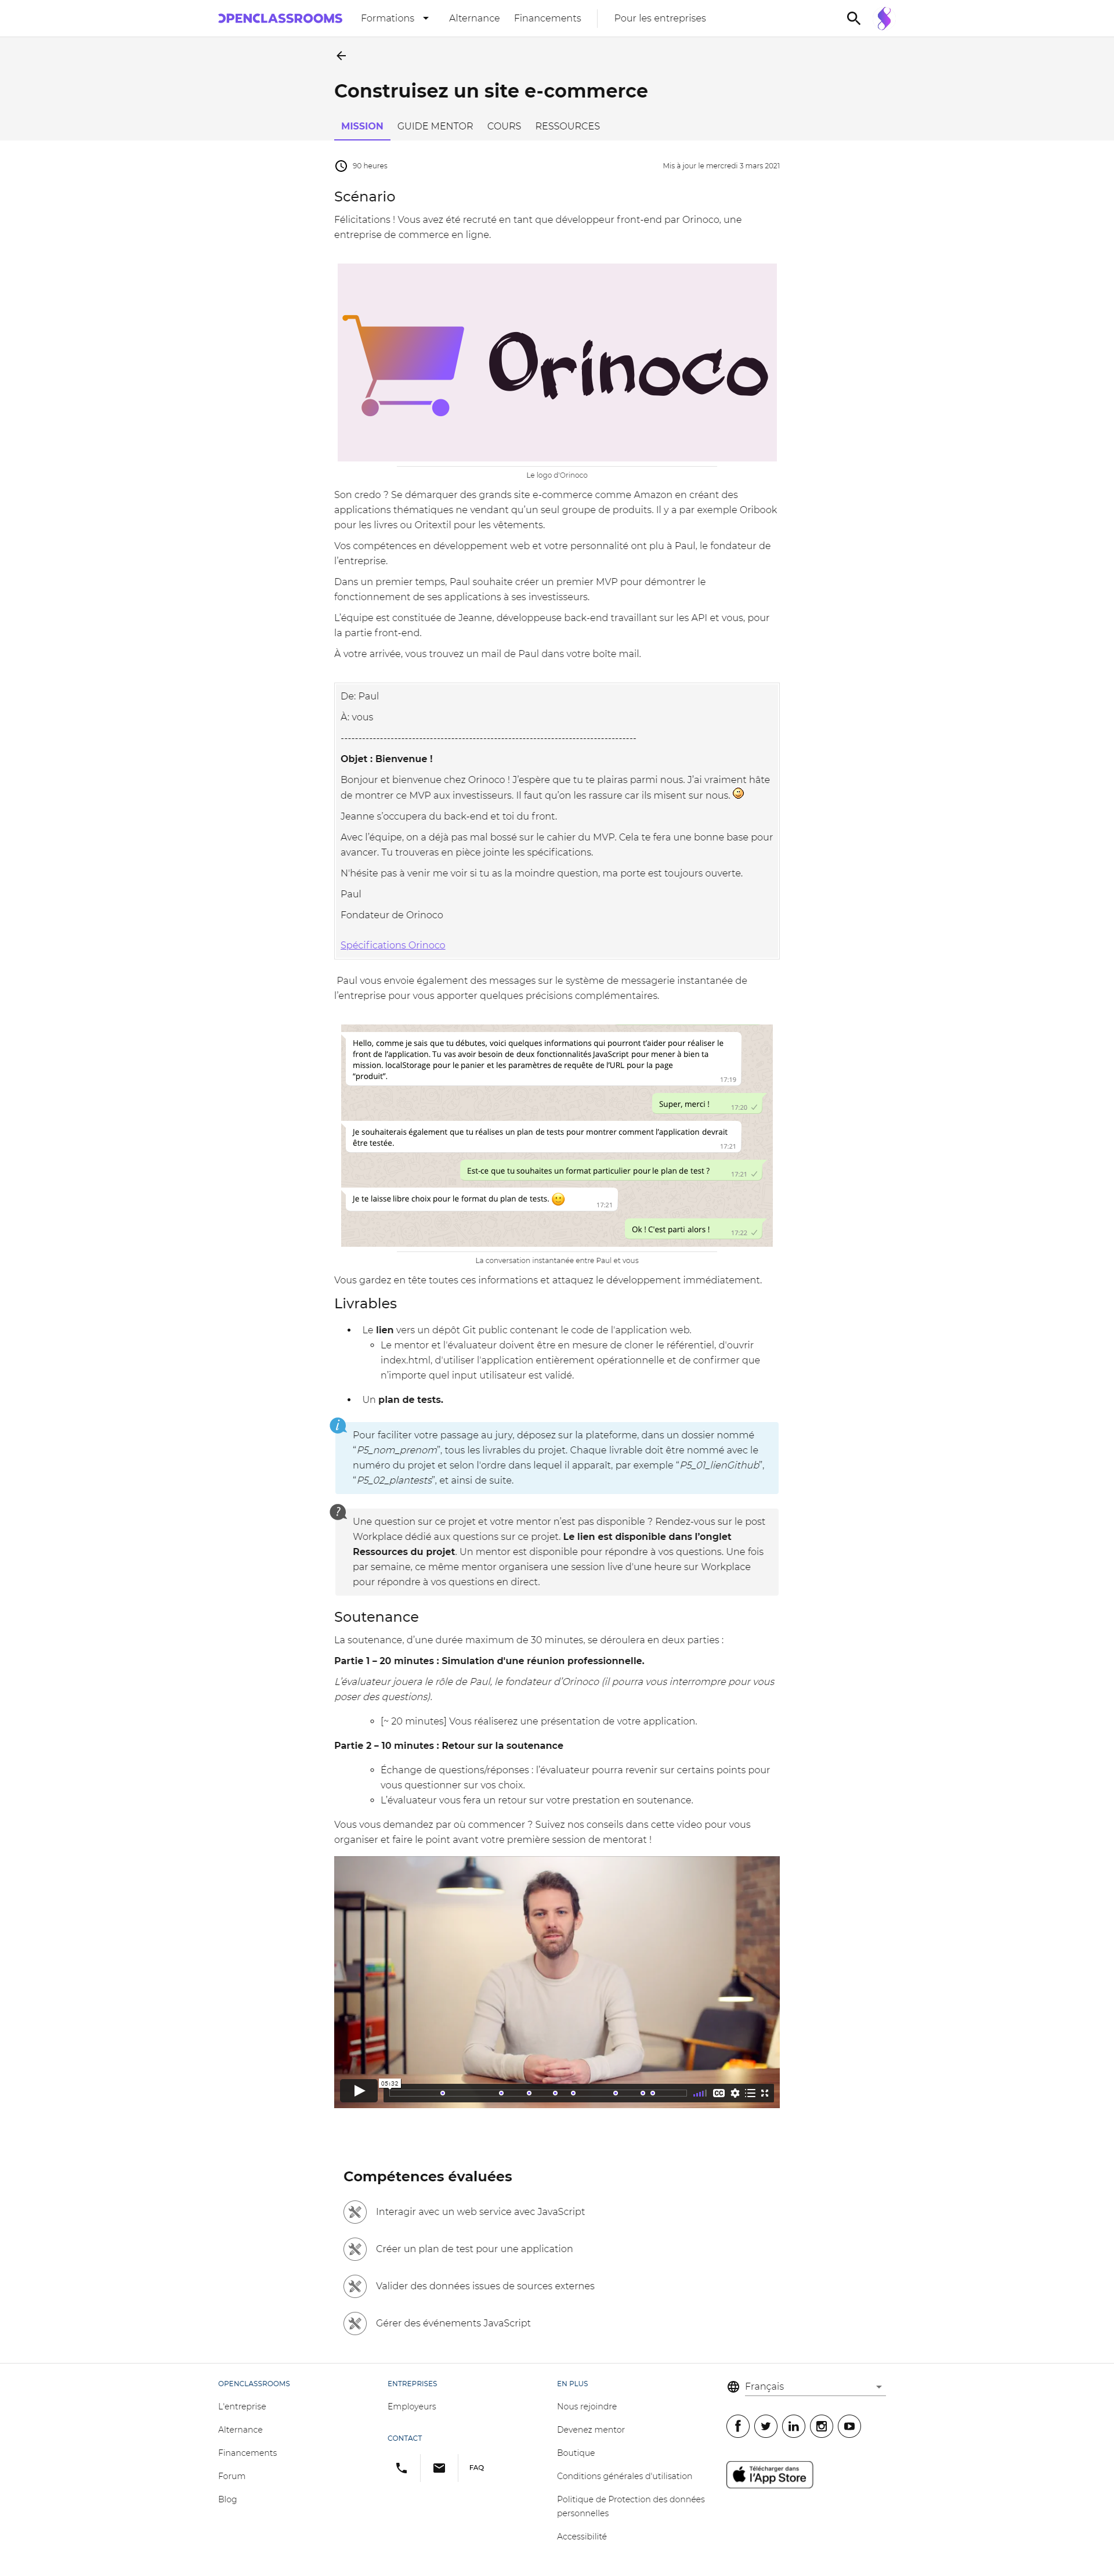 OPENCLASSROOMS
Formations
Alternance
Financements
Pour les entreprises
Construisez un site e-commerce
MISSION
GUIDE MENTOR
COURS
RESSOURCES
90 heures
Mis à jour le mercredi 3 mars 2021
Scénario
Félicitations ! Vous avez été recruté en tant que développeur front-end par Orinoco, une
entreprise de commerce en ligne.
Orinoco
Le logo d'Orinoco
Son credo ? Se démarquer des grands site e-commerce comme Amazon en créant des
applications thématiques ne vendant qu’un seul groupe de produits. Il y a par exemple Oribook
pour les livres ou Oritextil pour les vêtements.
Vos compétences en développement web et votre personnalité ont plu à Paul, le fondateur de
l’entreprise.
Dans un premier temps, Paul souhaite créer un premier MVP pour démontrer le
fonctionnement de ses applications à ses investisseurs.
L’équipe est constituée de Jeanne, développeuse back-end travaillant sur les API et vous, pour
la partie front-end.
À votre arrivée, vous trouvez un mail de Paul dans votre boîte mail.
De: Paul
À: vous
-----------------------------------------------------------------------------------
Objet : Bienvenue !
Bonjour et bienvenue chez Orinoco ! J’espère que tu te plairas parmi nous. J’ai vraiment hâte
de montrer ce MVP aux investisseurs. Il faut qu’on les rassure car ils misent sur nous.
Jeanne s’occupera du back-end et toi du front.
Avec l’équipe, on a déjà pas mal bossé sur le cahier du MVP. Cela te fera une bonne base pour
avancer. Tu trouveras en pièce jointe les spécifications.
N'hésite pas à venir me voir si tu as la moindre question, ma porte est toujours ouverte.
Paul
Fondateur de Orinoco
Spécifications Orinoco
Paul vous envoie également des messages sur le système de messagerie instantanée de
l’entreprise pour vous apporter quelques précisions complémentaires.
Hello, comme je sais que tu débutes, voici quelques informations qui pourront t’aider pour réaliser le
front de l’application. Tu vas avoir besoin de deux fonctionnalités JavaScript pour mener à bien ta
mission. localStorage pour le panier et les paramètres de requête de l’URL pour la page
“produit”.
17:19
Super, merci !
17:20
Je souhaiterais également que tu réalises un plan de tests pour montrer comment l’application devrait
être testée.
17:21
Est-ce que tu souhaites un format particulier pour le plan de test ?
17:21
Je te laisse libre choix pour le format du plan de tests.
17:21
Ok ! C’est parti alors !
17:22
La conversation instantanée entre Paul et vous
Vous gardez en tête toutes ces informations et attaquez le développement immédiatement.
Livrables
• Le lien vers un dépôt Git public contenant le code de l'application web.
Le mentor et l'évaluateur doivent être en mesure de cloner le référentiel, d'ouvrir
index.html, d'utiliser l'application entièrement opérationnelle et de confirmer que
n'importe quel input utilisateur est validé.
• Un plan de tests.
i
Pour faciliter votre passage au jury, déposez sur la plateforme, dans un dossier nommé
“P5_nom_prenom”, tous les livrables du projet. Chaque livrable doit être nommé avec le
numéro du projet et selon l'ordre dans lequel il apparaît, par exemple “P5_01_lienGithub”,
“P5_02_plantests”, et ainsi de suite.
?
Une question sur ce projet et votre mentor n’est pas disponible ? Rendez-vous sur le post
Workplace dédié aux questions sur ce projet. Le lien est disponible dans l’onglet
Ressources du projet. Un mentor est disponible pour répondre à vos questions. Une fois
par semaine, ce même mentor organisera une session live d'une heure sur Workplace
pour répondre à vos questions en direct.
Soutenance
La soutenance, d’une durée maximum de 30 minutes, se déroulera en deux parties :
Partie 1 – 20 minutes : Simulation d'une réunion professionnelle.
L’évaluateur jouera le rôle de Paul, le fondateur d’Orinoco (il pourra vous interrompre pour vous
poser des questions).
[~ 20 minutes] Vous réaliserez une présentation de votre application.
Partie 2 – 10 minutes : Retour sur la soutenance
Échange de questions/réponses : l’évaluateur pourra revenir sur certains points pour
vous questionner sur vos choix.
L’évaluateur vous fera un retour sur votre prestation en soutenance.
Vous vous demandez par où commencer ? Suivez nos conseils dans cette video pour vous
organiser et faire le point avant votre première session de mentorat !
05:32
CC
Compétences évaluées
Interagir avec un web service avec JavaScript
Créer un plan de test pour une application
Valider des données issues de sources externes
Gérer des événements JavaScript
OPENCLASSROOMS
L'entreprise
Alternance
Financements
Forum
Blog
ENTREPRISES
Employeurs
CONTACT
FAQ
EN PLUS
Nous rejoindre
Devenez mentor
Boutique
Conditions générales d'utilisation
Politique de Protection des données
personnelles
Accessibilité
Français
Télécharger dans
l'App Store